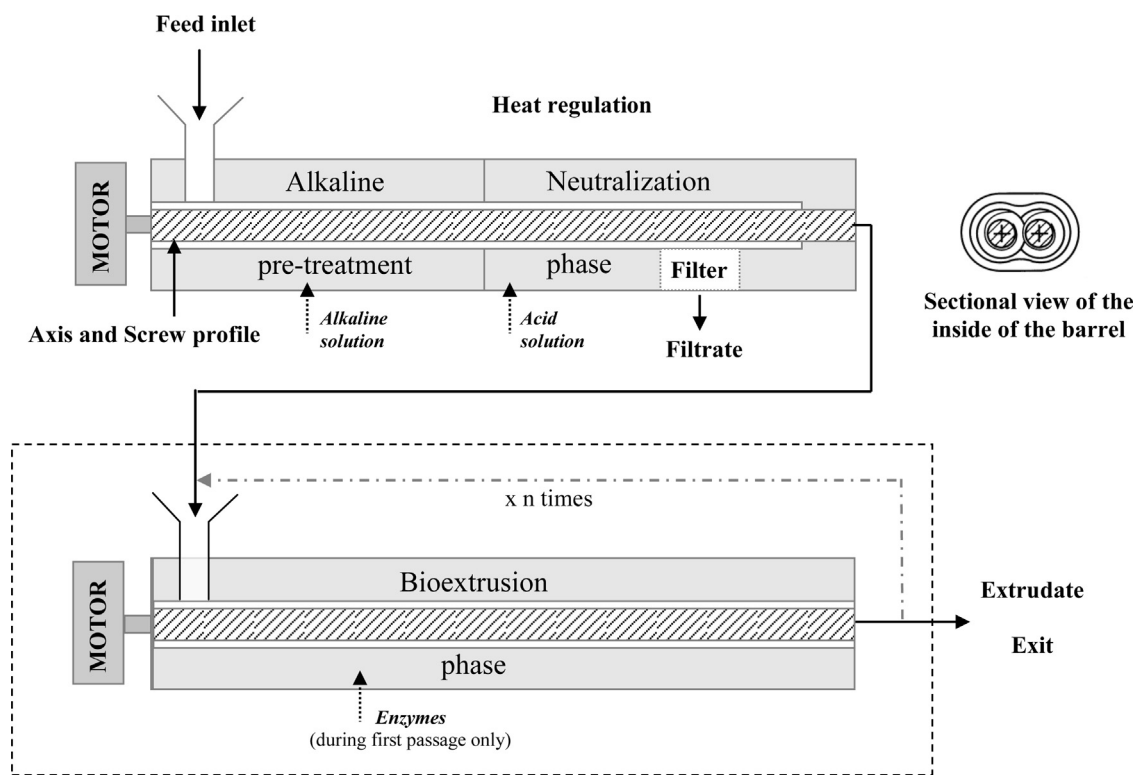 Feed inlet
Heat regulation
MOTOR
Alkaline
Neutralization
pre-treatment
phase
Filter
Axis and Screw profile
Alkaline
solution
Acid
solution
Filtrate
Sectional view of the
inside of the barrel
x n times
MOTOR
Bioextrusion
phase
Extrudate
Exit
Enzymes
(during first passage only)